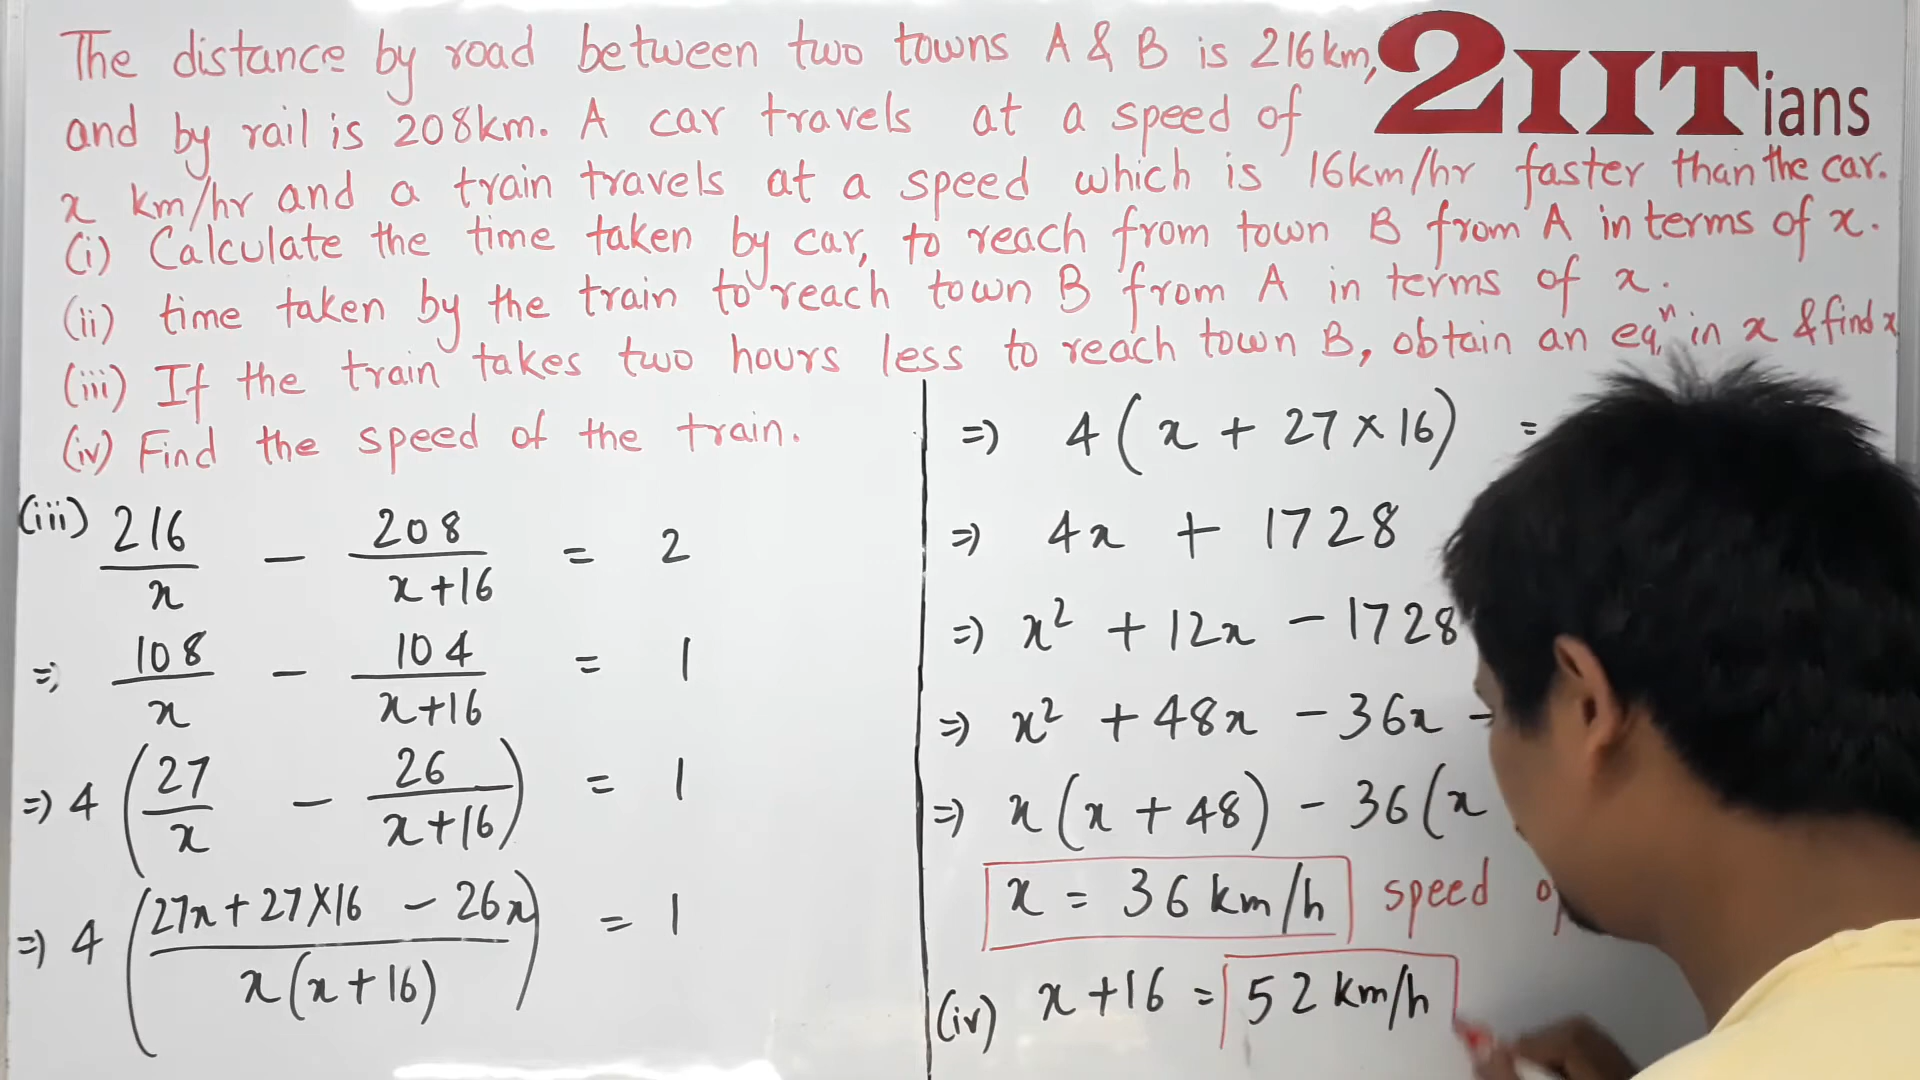 The distance by road between two towns A & B is 216km,
and by rail is 208km. A car travels at a speed of
x km/hr and a train travels at a speed which is 16km/hr faster than the car.
(i) Calculate the time taken by car, to reach from town B from A in terms of x.
(ii) time taken by the train to reach town B from A in terms of x.
(iii) If the train takes two hours less to reach town B, obtain an eqⁿ, in x & find x
(iv) Find the speed of the train.
2IITians
(iii) 216/x - 208/(x+16) = 2
=> 108/x - 104/(x+16) = 1
=> 4(27/x - 26/(x+16)) = 1
=> 4((27x + 27×16 - 26x)/(x(x+16))) = 1
=> 4(x + 27×16) =
=> 4x + 1728
=> x² + 12x - 1728
=> x² + 48x - 36x -
=> x(x + 48) - 36(x
x = 36 km/h speed
(iv) x+16 = 52 km/h